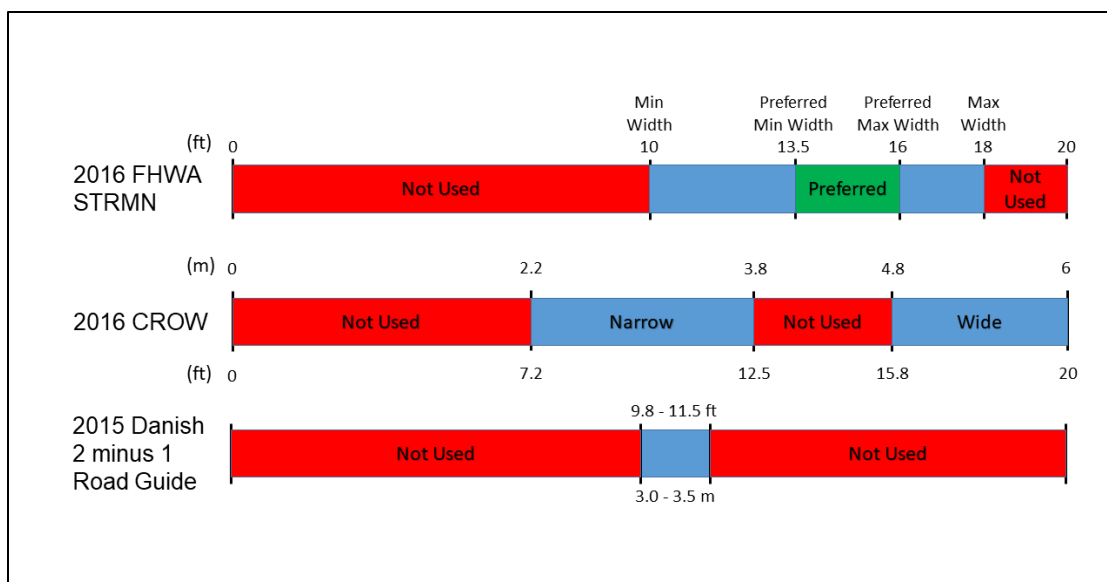 Min Preferred Preferred Max
Width Min Width Max Width Width
(ft) 0 10 13.5 16 18 20
2016 FHWA
STRMN
Not Used Preferred Not
Used
(m) 0 2.2 3.8 4.8 6
2016 CROW Not Used Narrow Not Used Wide
(ft) 0 7.2 12.5 15.8 20
9.8 - 11.5 ft
2015 Danish
2 minus 1
Road Guide
Not Used Not Used
3.0 - 3.5 m